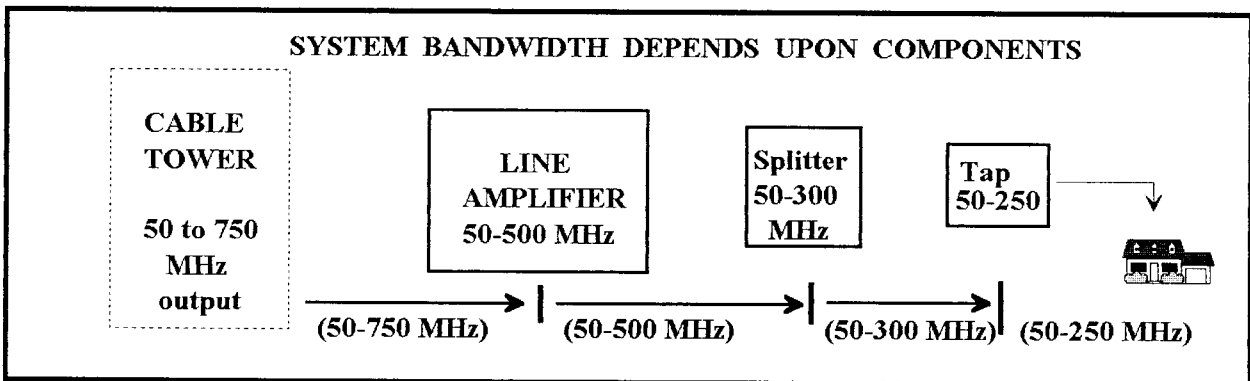 SYSTEM BANDWIDTH DEPENDS UPON COMPONENTS
CABLE
TOWER
50 to 750
MHz
output
LINE
AMPLIFIER
50-500 MHz
Splitter
50-300
MHz
Tap
50-250
(50-750 MHz)
(50-500 MHz)
(50-300 MHz)
(50-250 MHz)